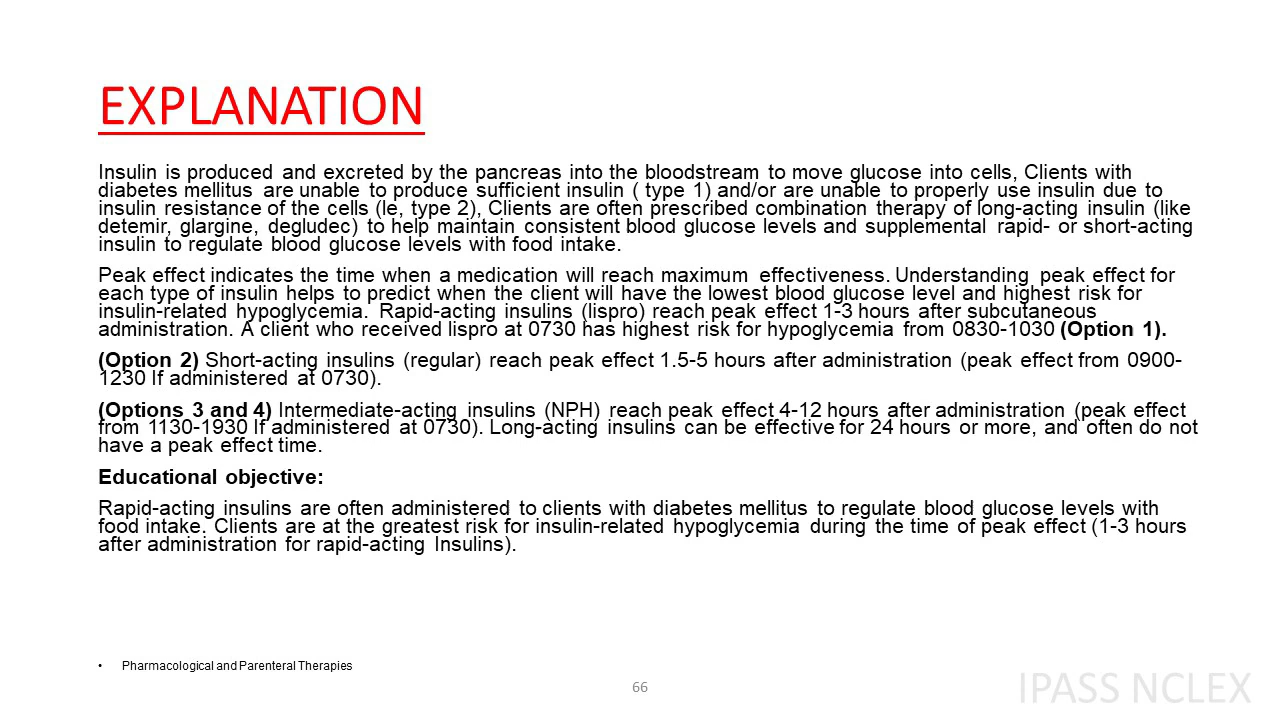 EXPLANATION
Insulin is produced and excreted by the pancreas into the bloodstream to move glucose into cells, Clients with
diabetes mellitus are unable to produce sufficient insulin ( type 1) and/or are unable to properly use insulin due to
insulin resistance of the cells (le, type 2), Clients are often prescribed combination therapy of long-acting insulin (like
detemir, glargine, degludec) to help maintain consistent blood glucose levels and supplemental rapid- or short-acting
insulin to regulate blood glucose levels with food intake.
Peak effect indicates the time when a medication will reach maximum effectiveness. Understanding peak effect for
each type of insulin helps to predict when the client will have the lowest blood glucose level and highest risk for
insulin-related hypoglycemia. Rapid-acting insulins (lispro) reach peak effect 1-3 hours after subcutaneous
administration. A client who received lispro at 0730 has highest risk for hypoglycemia from 0830-1030 (Option 1).
(Option 2) Short-acting insulins (regular) reach peak effect 1.5-5 hours after administration (peak effect from 0900-
1230 If administered at 0730).
(Options 3 and 4) Intermediate-acting insulins (NPH) reach peak effect 4-12 hours after administration (peak effect
from 1130-1930 If administered at 0730). Long-acting insulins can be effective for 24 hours or more, and often do not
have a peak effect time.
Educational objective:
Rapid-acting insulins are often administered to clients with diabetes mellitus to regulate blood glucose levels with
food intake. Clients are at the greatest risk for insulin-related hypoglycemia during the time of peak effect (1-3 hours
after administration for rapid-acting Insulins).
• Pharmacological and Parenteral Therapies
66
IPASS NCLEX